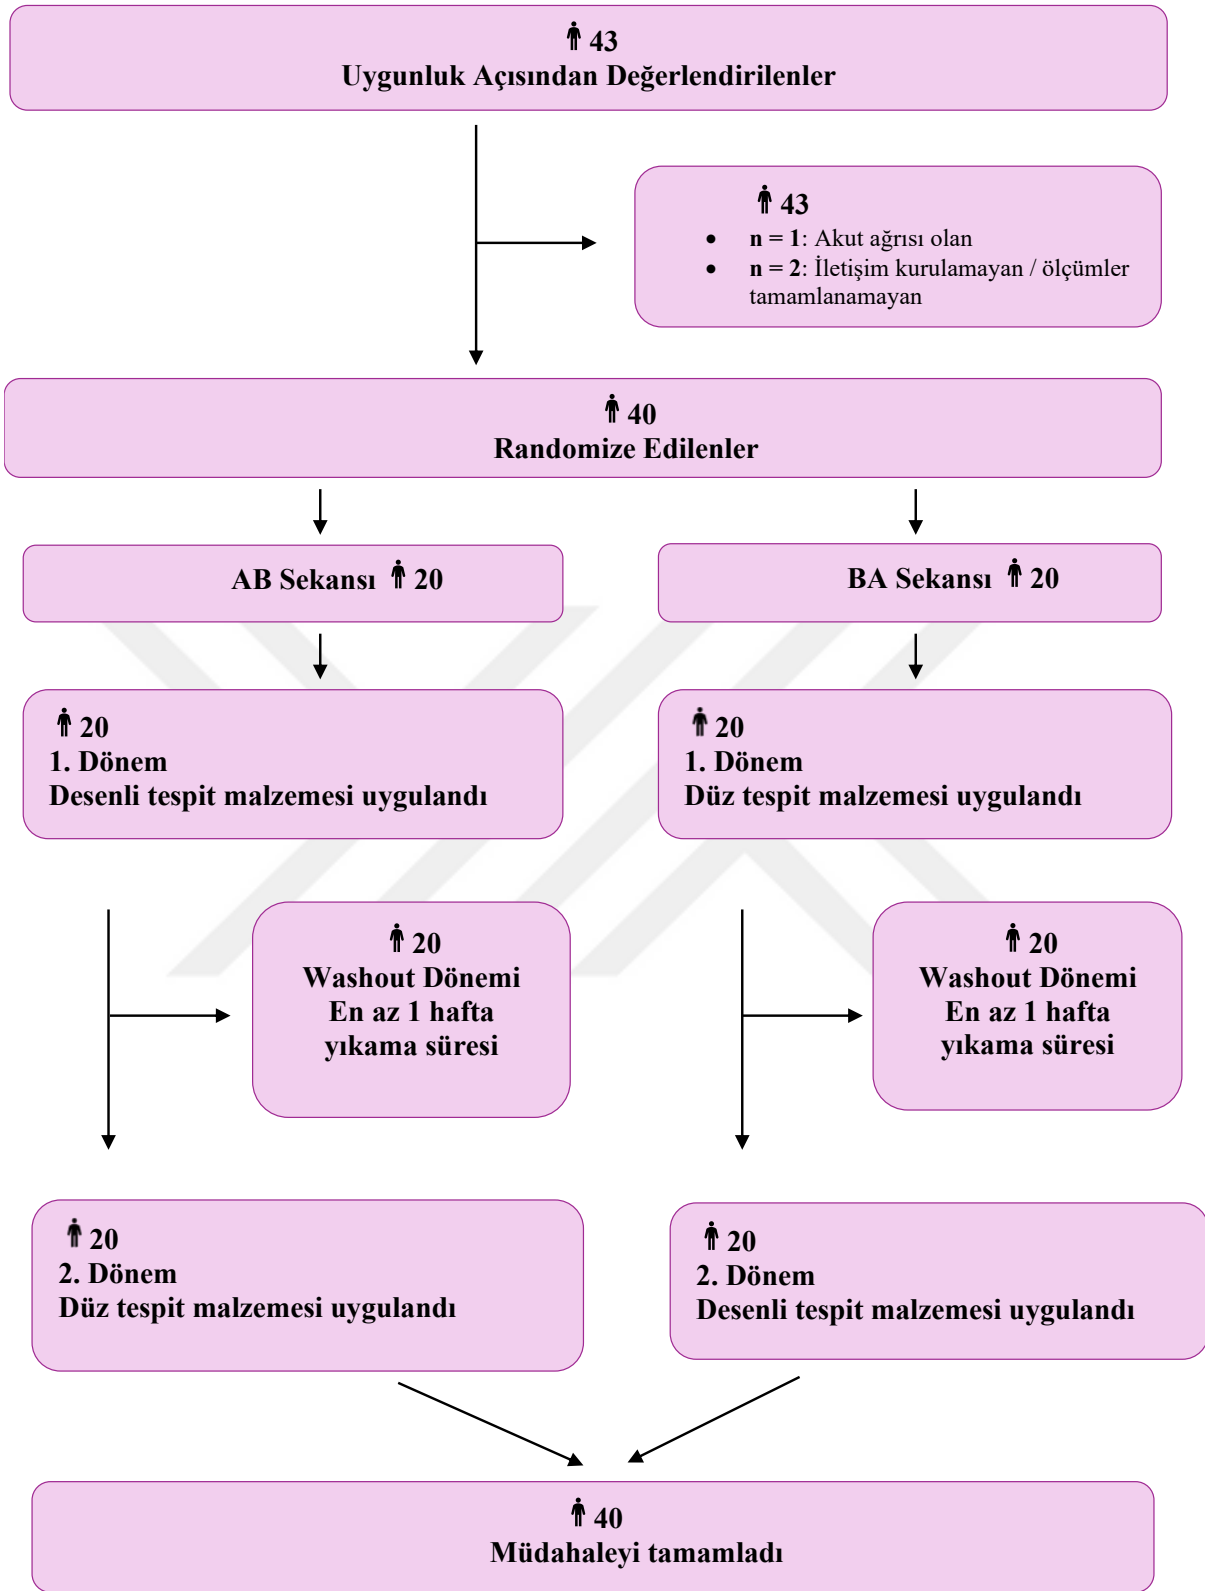 43
Uygunluk Açısından Değerlendirilenler
43
• n = 1: Akut ağrısı olan
• n = 2: İletişim kurulamayan / ölçümler
tamamlanamayan
40
Randomize Edilenler
AB Sekansı 20
BA Sekansı 20
20
1. Dönem
Desenli tespit malzemesi uygulandı
20
1. Dönem
Düz tespit malzemesi uygulandı
20
Washout Dönemi
En az 1 hafta
yıkama süresi
20
Washout Dönemi
En az 1 hafta
yıkama süresi
20
2. Dönem
Düz tespit malzemesi uygulandı
20
2. Dönem
Desenli tespit malzemesi uygulandı
40
Müdahaleyi tamamladı